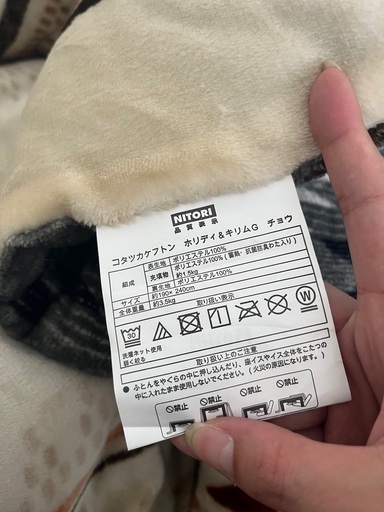 NITORI
品質表示
コタツカケフトン ホリディ&キリムG チョウ
組成 表生地 ポリエステル100%
充填物 ポリエステル100%(蓄熱・抗菌防臭わた入り)
約1.5kg
裏生地 ポリエステル100%
サイズ 約190×240cm
全体重量 約3.5kg
取り扱い表示
30
W
洗濯ネット使用
弱く絞る
取り扱い上のご注意
● ふとんをやぐらの中に押し込んだり、座イスやイス全体をこたつの
中に入れたまま使用しないでください。(火災の原因になります。)
禁止 禁止 禁止 禁止